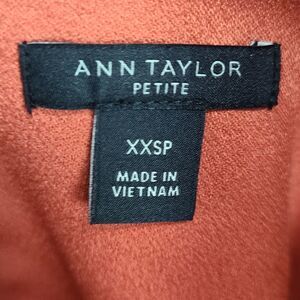 ANN TAYLOR
PETITE
XXSP
MADE IN
VIETNAM